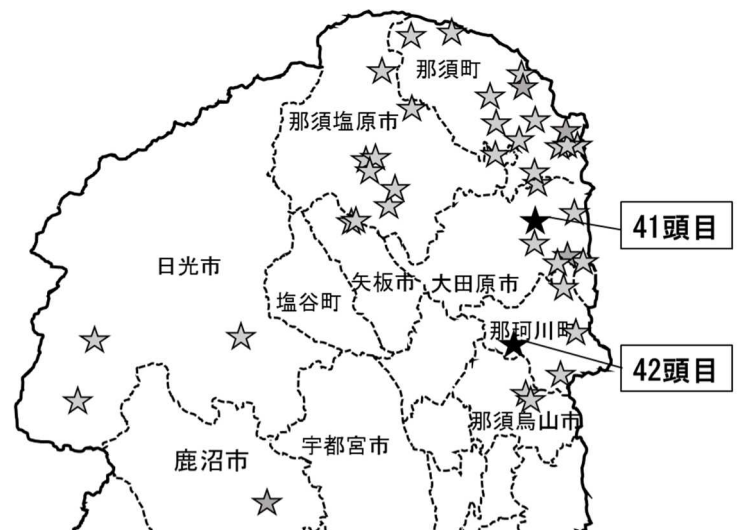 那須町
那須塩原市
41頭目
日光市
矢板市
大田原市
塩谷町
那珂川町
42頭目
那須烏山市
宇都宮市
鹿沼市